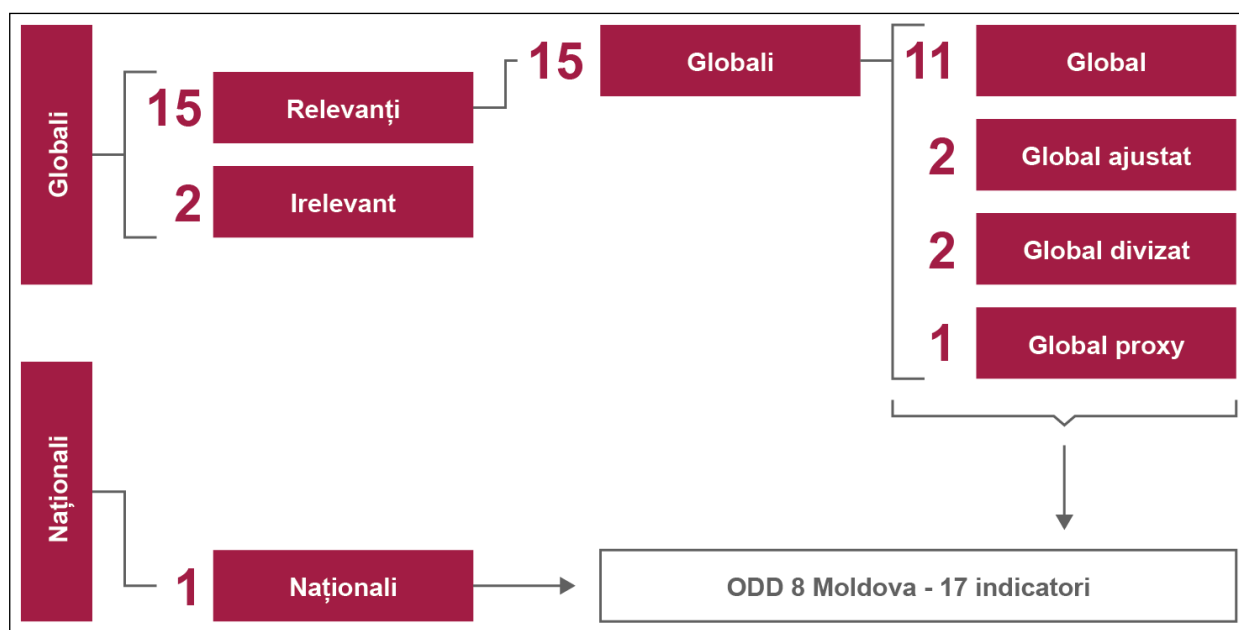 Globali
15 Relevanți
2 Irelevant
15 Globali
11 Global
2 Global ajustat
2 Global divizat
1 Global proxy
Naționali
1 Naționali
ODD 8 Moldova - 17 indicatori